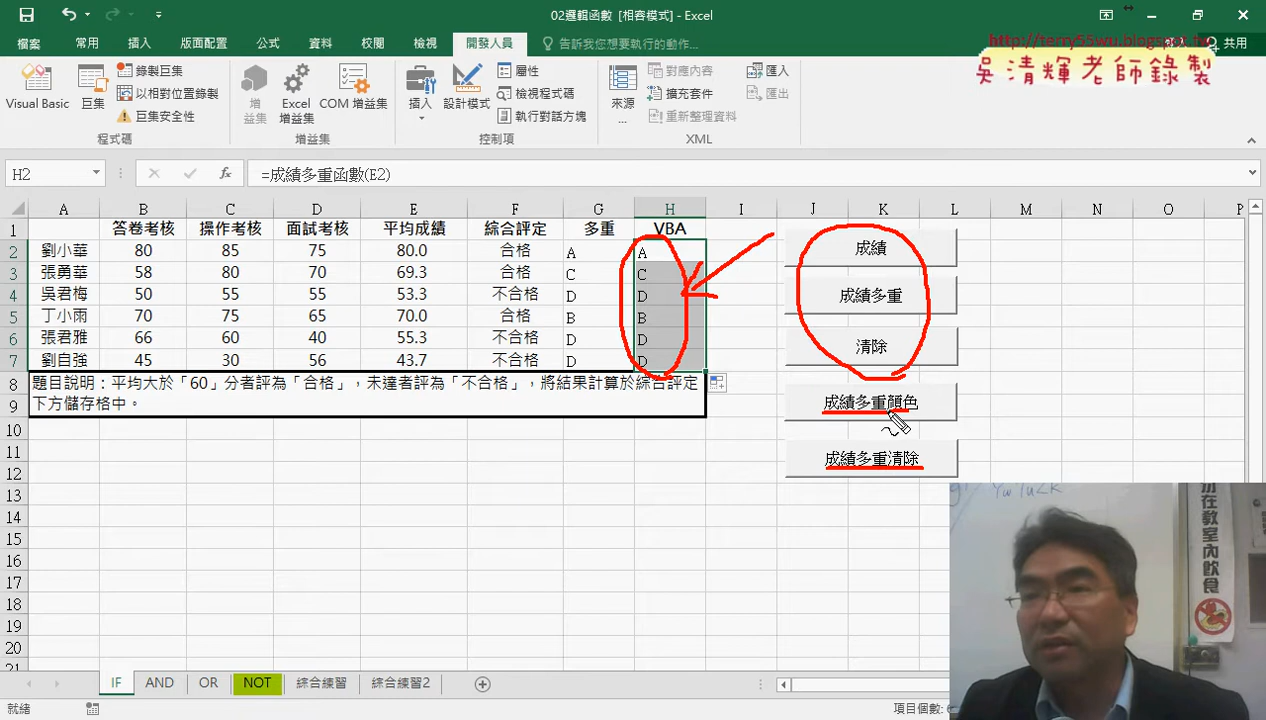 02邏輯函數 [相容模式] - Excel
檔案 常用 插入 版面配置 公式 資料 校閱 檢視 開發人員 告訴我您想要執行的動作... 共用
http://terry55wu.blogspot.tw
吳清輝老師錄製
Visual Basic 巨集 錄製巨集 以相對位置錄製 巨集安全性
增益集 Excel 增益集 COM 增益集
插入 設計模式 屬性 檢視程式碼 執行對話方塊
來源... 對應內容 擴充套件 重新整理資料 匯入 匯出
程式碼 增益集 控制項 XML
H2 fx =成績多重函數(E2)
A B C D E F G H I J K L M N O P
1 答卷考核 操作考核 面試考核 平均成績 綜合評定 多重 VBA
2 劉小華 80 85 75 80.0 合格 A A
3 張勇華 58 80 70 69.3 合格 C C
4 吳君梅 50 55 55 53.3 不合格 D D
5 丁小雨 70 75 65 70.0 合格 B B
6 張君雅 66 60 40 55.3 不合格 D D
7 劉自強 45 30 56 43.7 不合格 D D
8 題目說明：平均大於「60」分者評為「合格」，未達者評為「不合格」，將結果計算於綜合評定
9 下方儲存格中。
10
11
12
13
14
15
16
17
18
19
20
21
成績
成績多重
清除
成績多重顏色
成績多重清除
內飲食
IF AND OR NOT 綜合練習 綜合練習2
就緒 項目個數: